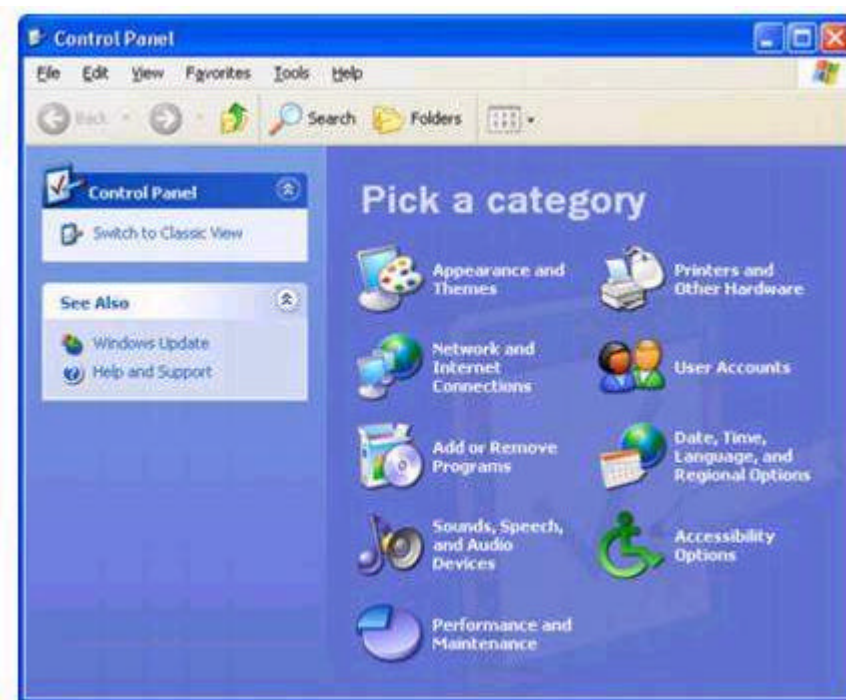 Control Panel
File Edit View Favorites Tools Help
Back Search Folders
Control Panel
Switch to Classic View
See Also
Windows Update
Help and Support
Pick a category
Appearance and
Themes
Printers and
Other Hardware
Network and
Internet
Connections
User Accounts
Add or Remove
Programs
Date, Time,
Language, and
Regional Options
Sounds, Speech,
and Audio
Devices
Accessibility
Options
Performance and
Maintenance